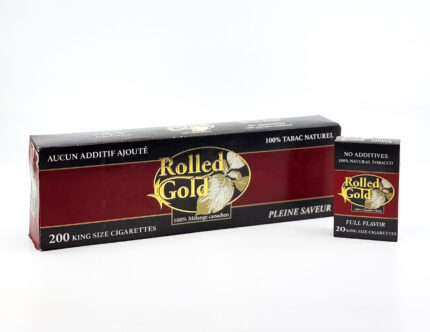 AUCUN ADDITIF AJOUTÉ
100% TABAC NATUREL
Rolled
Gold
100% Mélange canadien
PLEINE SAVEUR
200 KING SIZE CIGARETTES
NO ADDITIVES
100% NATURAL TOBACCO
Rolled
Gold
FULL FLAVOR
20 KING SIZE CIGARETTES